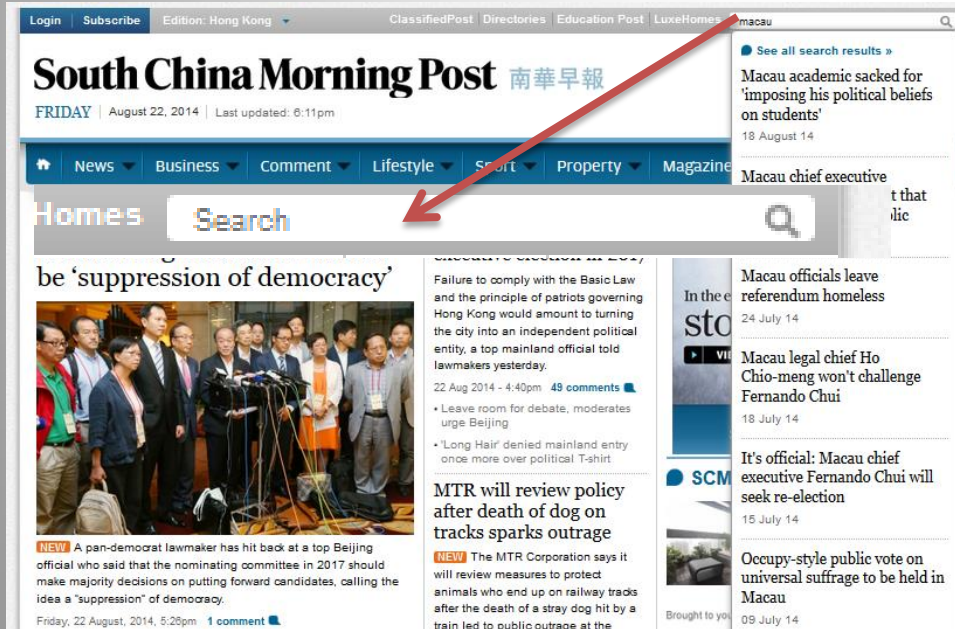 Login Subscribe Edition: Hong Kong ClassifiedPost Directories Education Post LuxeHomes macau
South China Morning Post 南華早報
FRIDAY August 22, 2014 Last updated: 6:11pm
News Business Comment Lifestyle Sport Property Magazine
Homes Search
be ‘suppression of democracy’
NEW A pan-democrat lawmaker has hit back at a top Beijing
official who said that the nominating committee in 2017 should
make majority decisions on putting forward candidates, calling the
idea a "suppression" of democracy.
Friday, 22 August, 2014, 5:26pm 1 comment
executive election in 2017
Failure to comply with the Basic Law
and the principle of patriots governing
Hong Kong would amount to turning
the city into an independent political
entity, a top mainland official told
lawmakers yesterday.
22 Aug 2014 - 4:40pm 49 comments
• Leave room for debate, moderates
urge Beijing
• 'Long Hair' denied mainland entry
once more over political T-shirt
MTR will review policy
after death of dog on
tracks sparks outrage
NEW The MTR Corporation says it
will review measures to protect
animals who end up on railway tracks
after the death of a stray dog hit by a
train led to public outrage at the
In the
SCM
Brought to
See all search results »
Macau academic sacked for
'imposing his political beliefs
on students'
18 August 14
Macau chief executive
that
Macau officials leave
referendum homeless
24 July 14
Macau legal chief Ho
Chio-meng won't challenge
Fernando Chui
18 July 14
It's official: Macau chief
executive Fernando Chui will
seek re-election
15 July 14
Occupy-style public vote on
universal suffrage to be held in
Macau
09 July 14